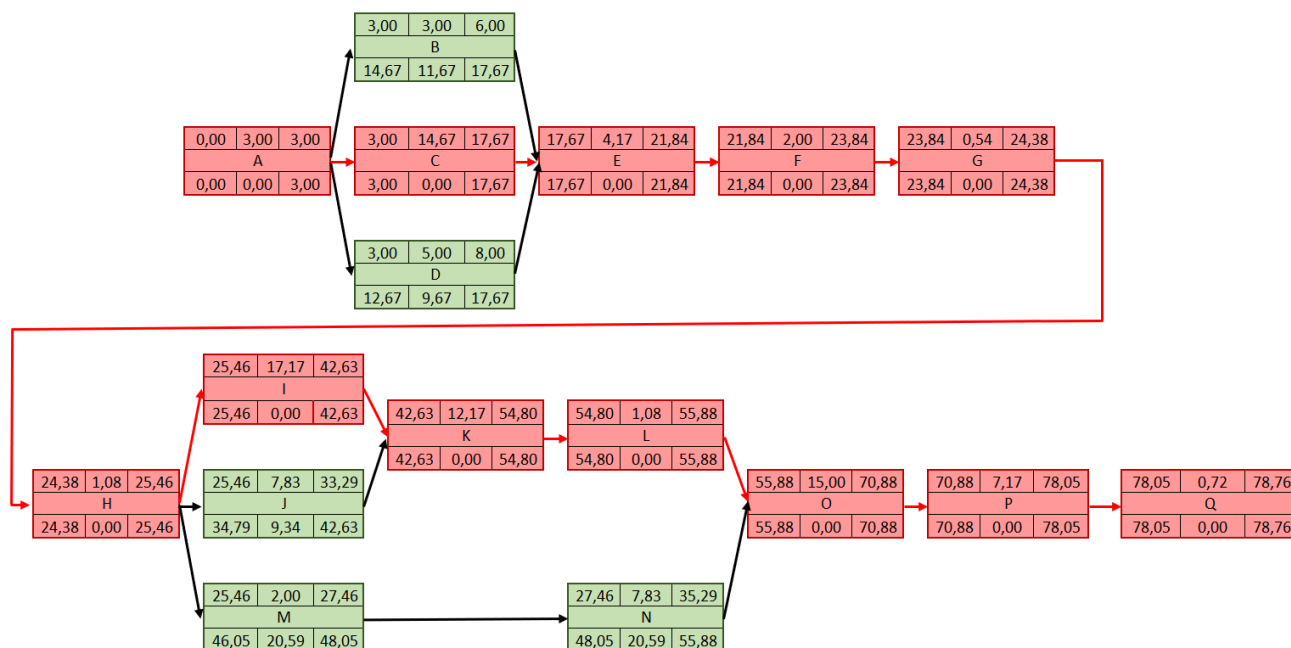 3,00 3,00 6,00
B
14,67 11,67 17,67
0,00 3,00 3,00
A
0,00 0,00 3,00
3,00 14,67 17,67
C
3,00 0,00 17,67
17,67 4,17 21,84
E
17,67 0,00 21,84
21,84 2,00 23,84
F
21,84 0,00 23,84
23,84 0,54 24,38
G
23,84 0,00 24,38
3,00 5,00 8,00
D
12,67 9,67 17,67
25,46 17,17 42,63
I
25,46 0,00 42,63
42,63 12,17 54,80
K
42,63 0,00 54,80
54,80 1,08 55,88
L
54,80 0,00 55,88
24,38 1,08 25,46
H
24,38 0,00 25,46
25,46 7,83 33,29
J
34,79 9,34 42,63
55,88 15,00 70,88
O
55,88 0,00 70,88
70,88 7,17 78,05
P
70,88 0,00 78,05
78,05 0,72 78,76
Q
78,05 0,00 78,76
25,46 2,00 27,46
M
46,05 20,59 48,05
27,46 7,83 35,29
N
48,05 20,59 55,88